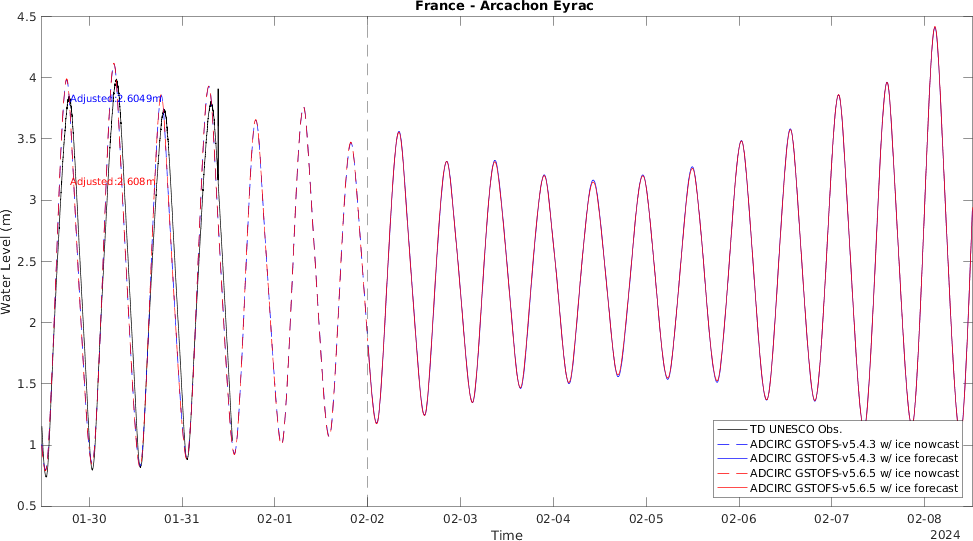 France - Arcachon Eyrac
4.5
4
3.5
3
2.5
2
1.5
1
0.5
Water Level (m)
Adjusted:2.6049m
Adjusted:2.608m
TD UNESCO Obs.
ADCIRC GSTOFS-v5.4.3 w/ ice nowcast
ADCIRC GSTOFS-v5.4.3 w/ ice forecast
ADCIRC GSTOFS-v5.6.5 w/ ice nowcast
ADCIRC GSTOFS-v5.6.5 w/ ice forecast
01-30 01-31 02-01 02-02 02-03 02-04 02-05 02-06 02-07 02-08
Time
2024